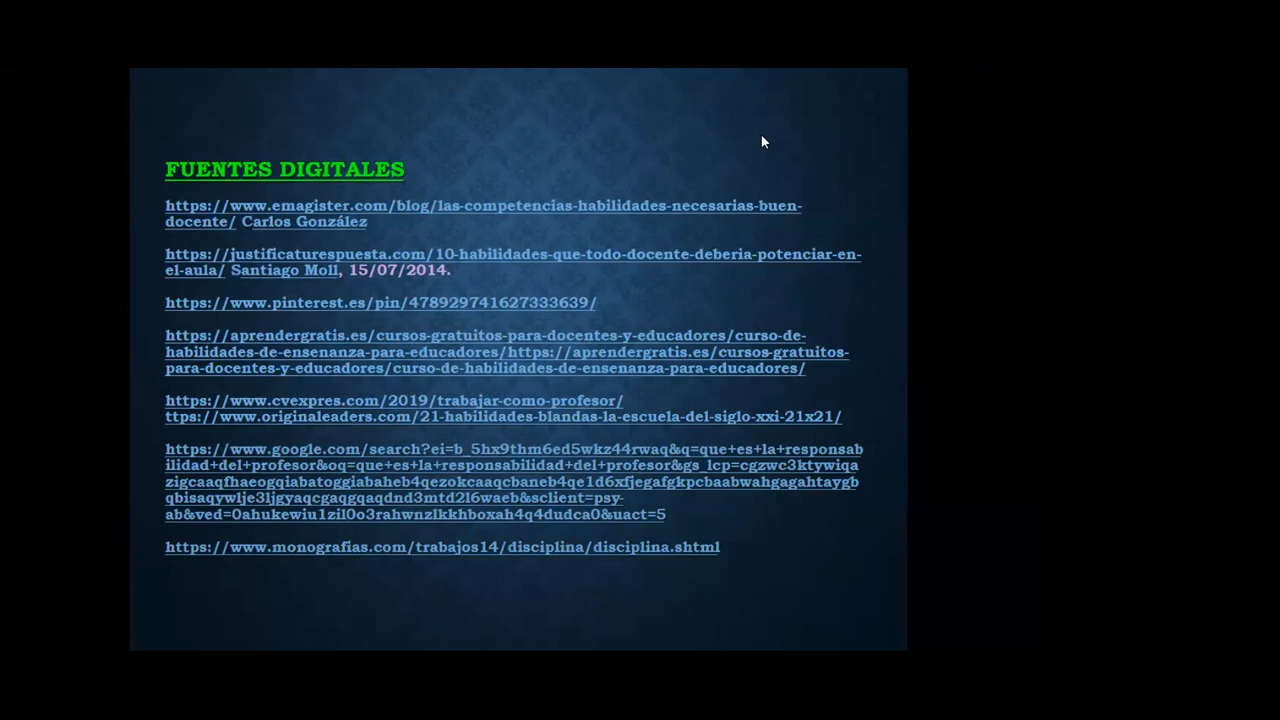 FUENTES DIGITALES
https://www.emagister.com/blog/las-competencias-habilidades-necesarias-buen-
docente/ Carlos González
https://justificaturespuesta.com/10-habilidades-que-todo-docente-deberia-potenciar-en-
el-aula/ Santiago Moll, 15/07/2014.
https://www.pinterest.es/pin/478929741627333639/
https://aprendergratis.es/cursos-gratuitos-para-docentes-y-educadores/curso-de-
habilidades-de-ensenanza-para-educadores/https://aprendergratis.es/cursos-gratuitos-
para-docentes-y-educadores/curso-de-habilidades-de-ensenanza-para-educadores/
https://www.cvexpres.com/2019/trabajar-como-profesor/
ttps://www.originaleaders.com/21-habilidades-blandas-la-escuela-del-siglo-xxi-21x21/
https://www.google.com/search?ei=b_5hx9thm6ed5wkz44rwaq&q=que+es+la+responsab
ilidad+del+profesor&oq=que+es+la+responsabilidad+del+profesor&gs_lcp=cgzwc3ktywiqa
zigcaaqfhaeogqiabatoggiabaheb4qezokcaaqcbaneb4qe1d6xfjegafgkpcbaabwahgagahtaygb
qbisaqywlje3ljgyaqcgaqgqaqdnd3mtd2l6waeb&sclient=psy-
ab&ved=0ahukewiu1zil0o3rahwnzlkkhboxah4q4dudca0&uact=5
https://www.monografias.com/trabajos14/disciplina/disciplina.shtml